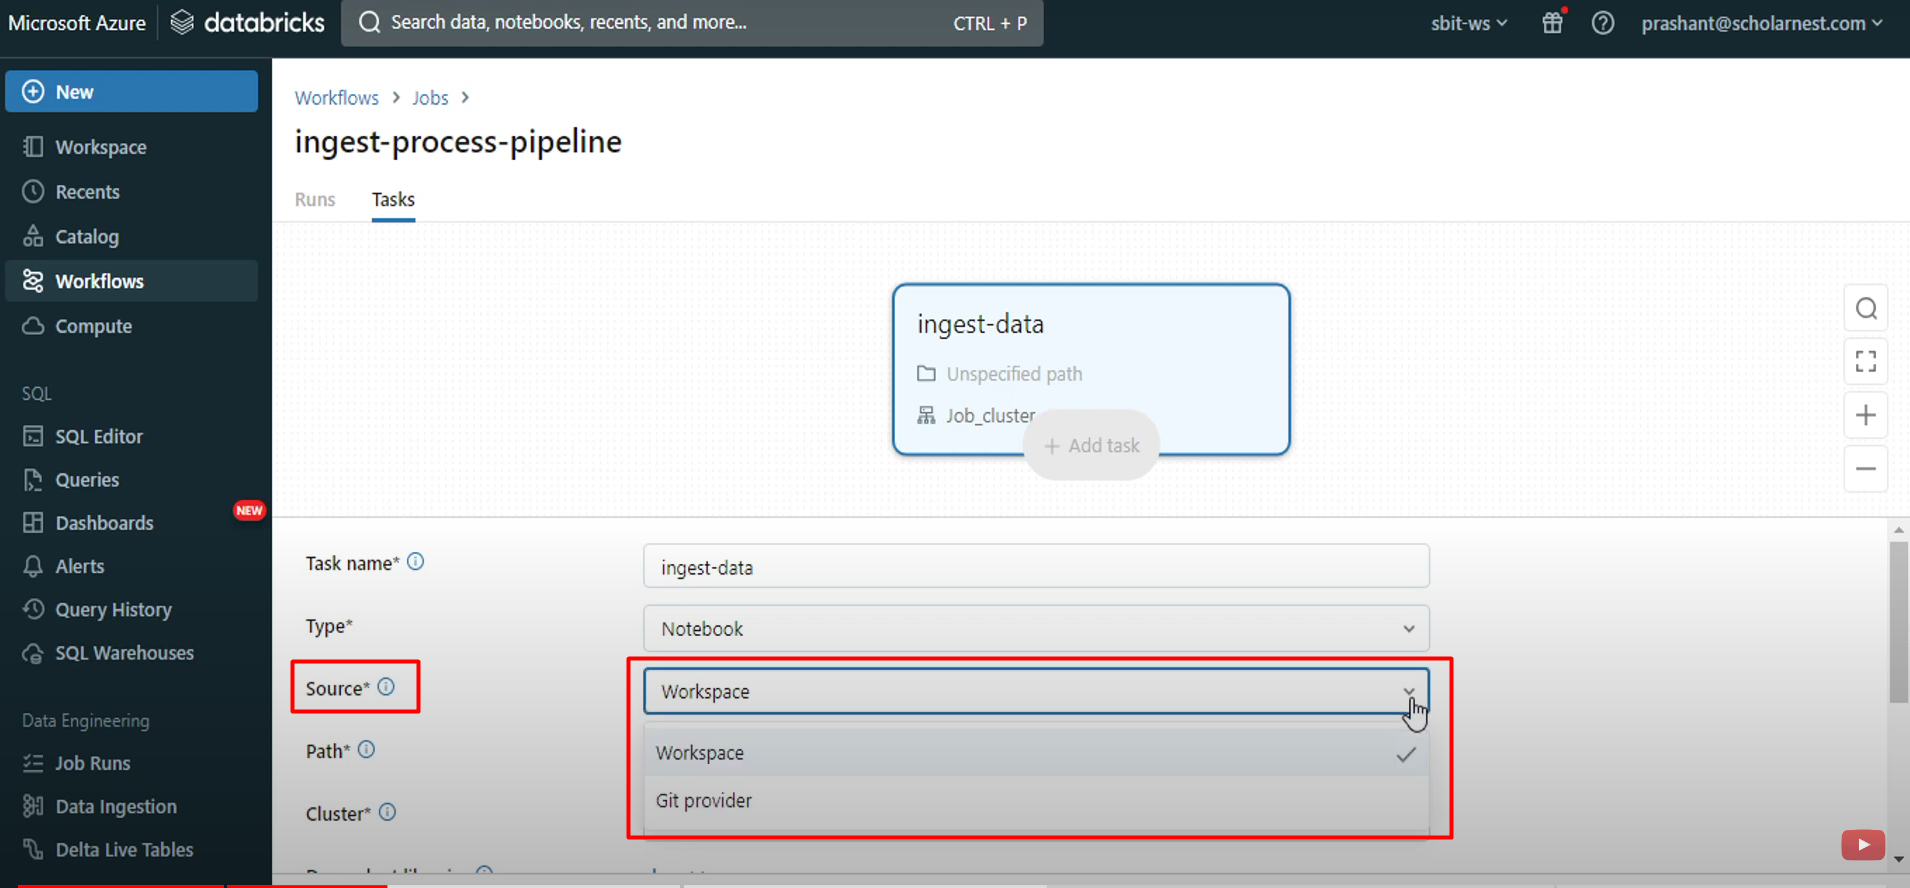 Microsoft Azure
databricks
Search data, notebooks, recents, and more...
CTRL + P
sbit-ws
prashant@scholarnest.com
New
Workspace
Recents
Catalog
Workflows
Compute
SQL
SQL Editor
Queries
Dashboards
NEW
Alerts
Query History
SQL Warehouses
Data Engineering
Job Runs
Data Ingestion
Delta Live Tables
Workflows > Jobs >
ingest-process-pipeline
Runs
Tasks
ingest-data
Unspecified path
Job_cluster
+ Add task
Task name*
ingest-data
Type*
Notebook
Source*
Workspace
Path*
Workspace
Git provider
Cluster*